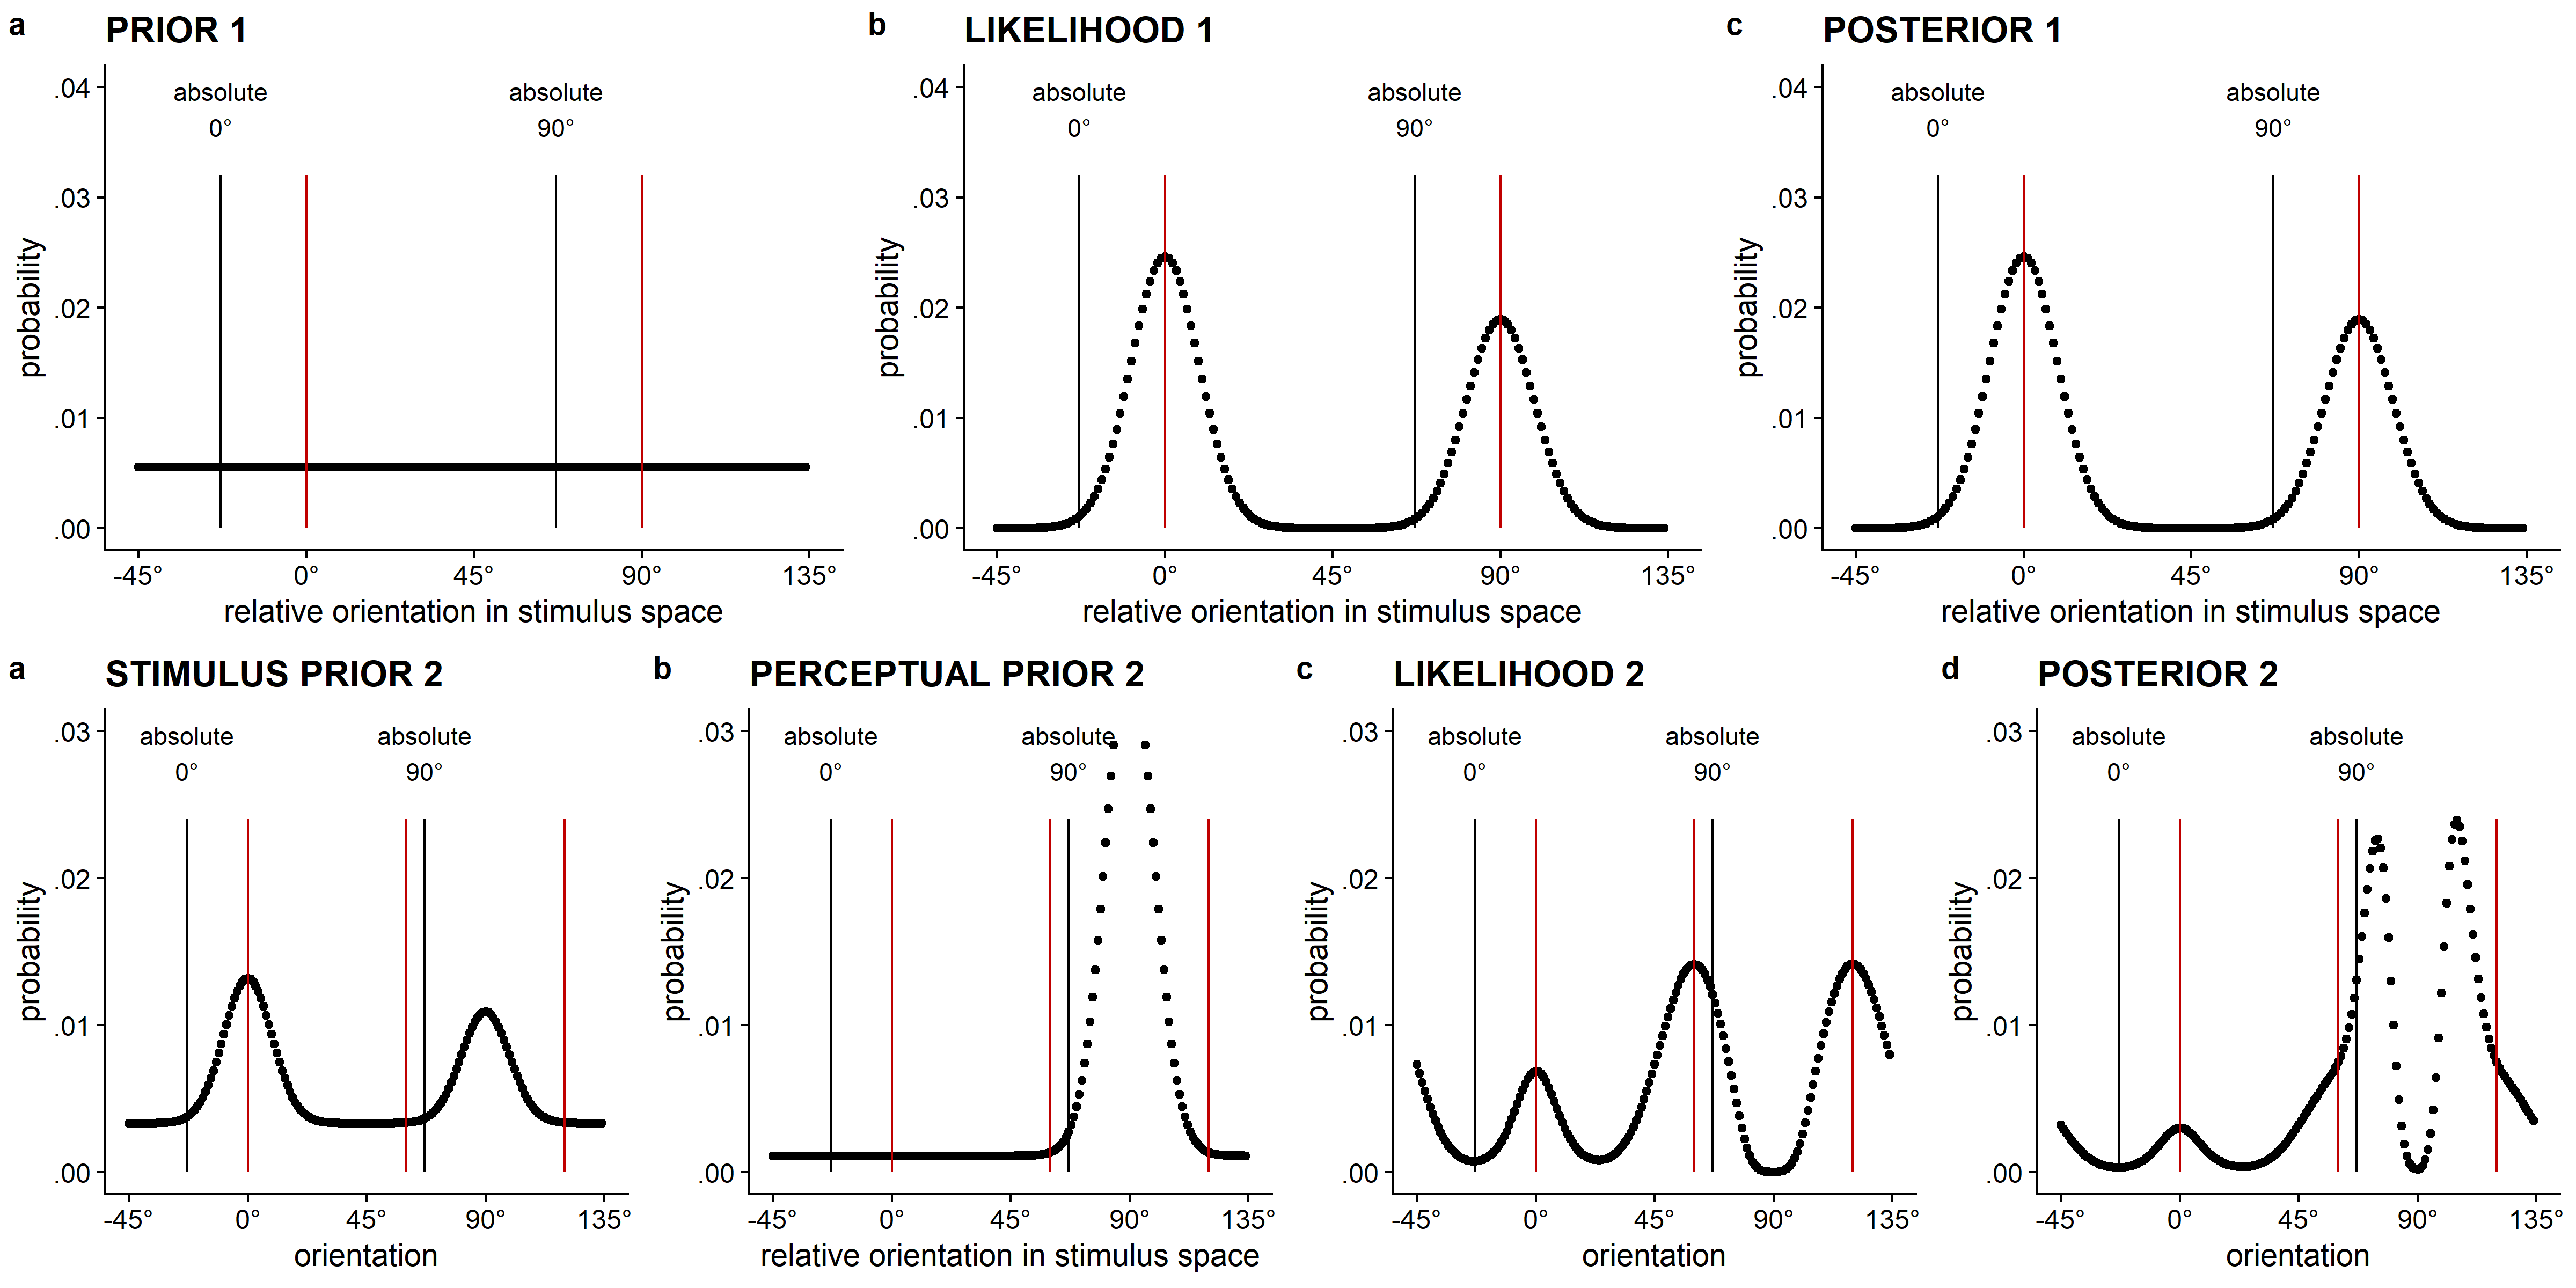 a PRIOR 1
absolute absolute
0° 90°
.04
.03
.02
.01
.00
probability
-45° 0° 45° 90° 135°
relative orientation in stimulus space
b LIKELIHOOD 1
absolute absolute
0° 90°
.04
.03
.02
.01
.00
probability
-45° 0° 45° 90° 135°
relative orientation in stimulus space
c POSTERIOR 1
absolute absolute
0° 90°
.04
.03
.02
.01
.00
probability
-45° 0° 45° 90° 135°
relative orientation in stimulus space
a STIMULUS PRIOR 2
absolute absolute
0° 90°
.03
.02
.01
.00
probability
-45° 0° 45° 90° 135°
orientation
b PERCEPTUAL PRIOR 2
absolute absolute
0° 90°
.03
.02
.01
.00
probability
-45° 0° 45° 90° 135°
relative orientation in stimulus space
c LIKELIHOOD 2
absolute absolute
0° 90°
.03
.02
.01
.00
probability
-45° 0° 45° 90° 135°
orientation
d POSTERIOR 2
absolute absolute
0° 90°
.03
.02
.01
.00
probability
-45° 0° 45° 90° 135°
orientation